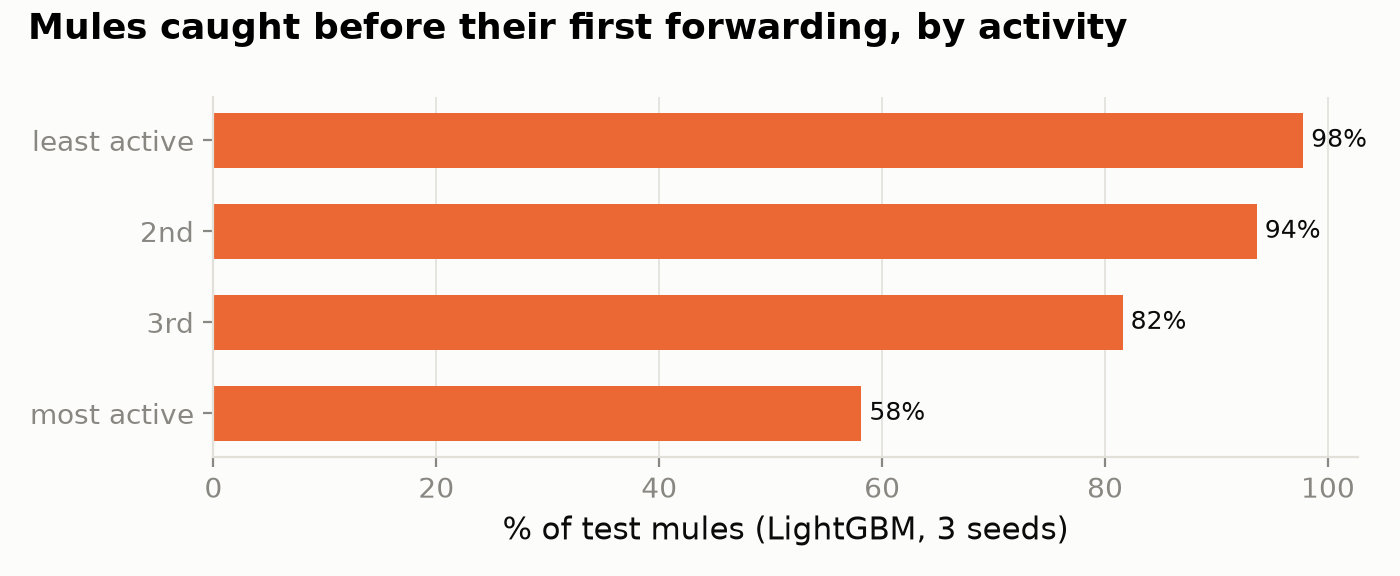 Mules caught before their first forwarding, by activity
least active
98%
2nd
94%
3rd
82%
most active
58%
0 20 40 60 80 100
% of test mules (LightGBM, 3 seeds)